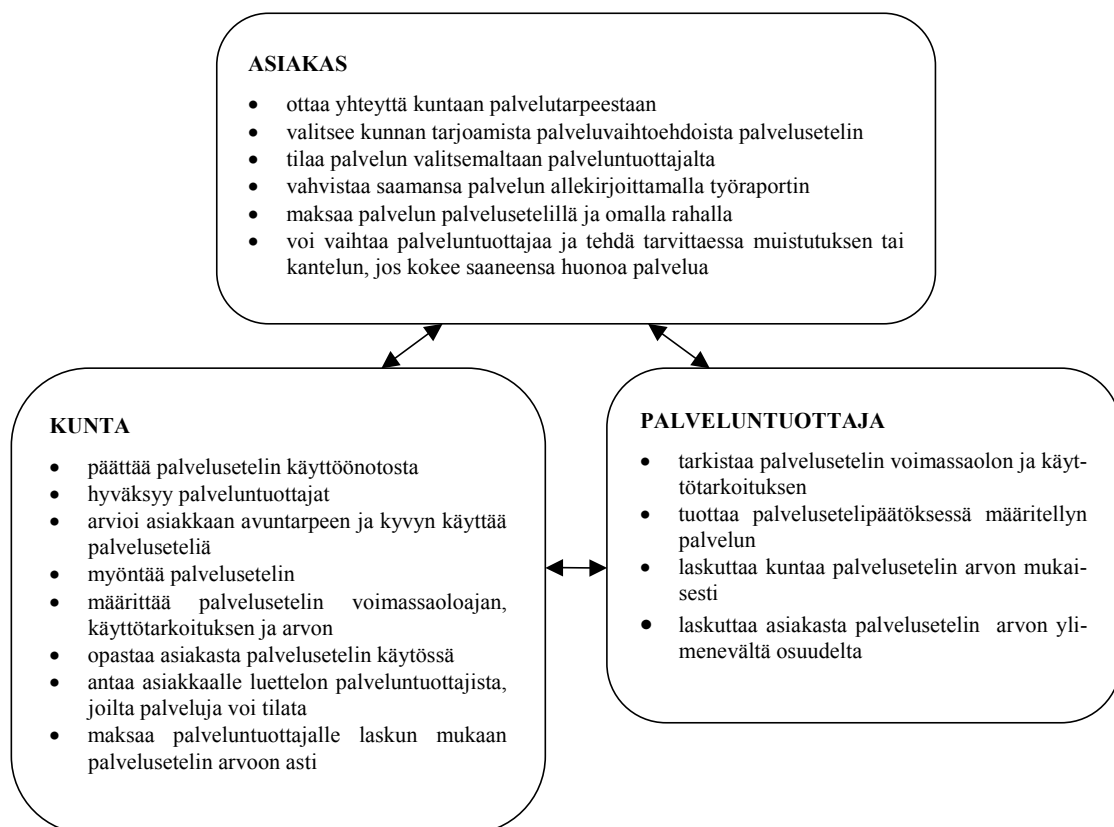 ASIAKAS
• ottaa yhteyttä kuntaan palvelutarpeestaan
• valitsee kunnan tarjoamista palveluvaihtoehdoista palvelusetelin
• tilaa palvelun valitsemaltaan palveluntuottajalta
• vahvistaa saamansa palvelun allekirjoittamalla työraportin
• maksaa palvelun palvelusetelillä ja omalla rahalla
• voi vaihtaa palveluntuottajaa ja tehdä tarvittaessa muistutuksen tai
kantelun, jos kokee saaneensa huonoa palvelua
KUNTA
• päättää palvelusetelin käyttöönotosta
• hyväksyy palveluntuottajat
• arvioi asiakkaan avuntarpeen ja kyvyn käyttää
palveluseteliä
• myöntää palvelusetelin
• määrittää palvelusetelin voimassaoloajan,
käyttötarkoituksen ja arvon
• opastaa asiakasta palvelusetelin käytössä
• antaa asiakkaalle luettelon palveluntuottajista,
joilta palveluja voi tilata
• maksaa palveluntuottajalle laskun mukaan
palvelusetelin arvoon asti
PALVELUNTUOTTAJA
• tarkistaa palvelusetelin voimassaolon ja käyt-
tötarkoituksen
• tuottaa palvelusetelipäätöksessä määritellyn
palvelun
• laskuttaa kuntaa palvelusetelin arvon mukai-
sesti
• laskuttaa asiakasta palvelusetelin arvon yli-
menevältä osuudelta